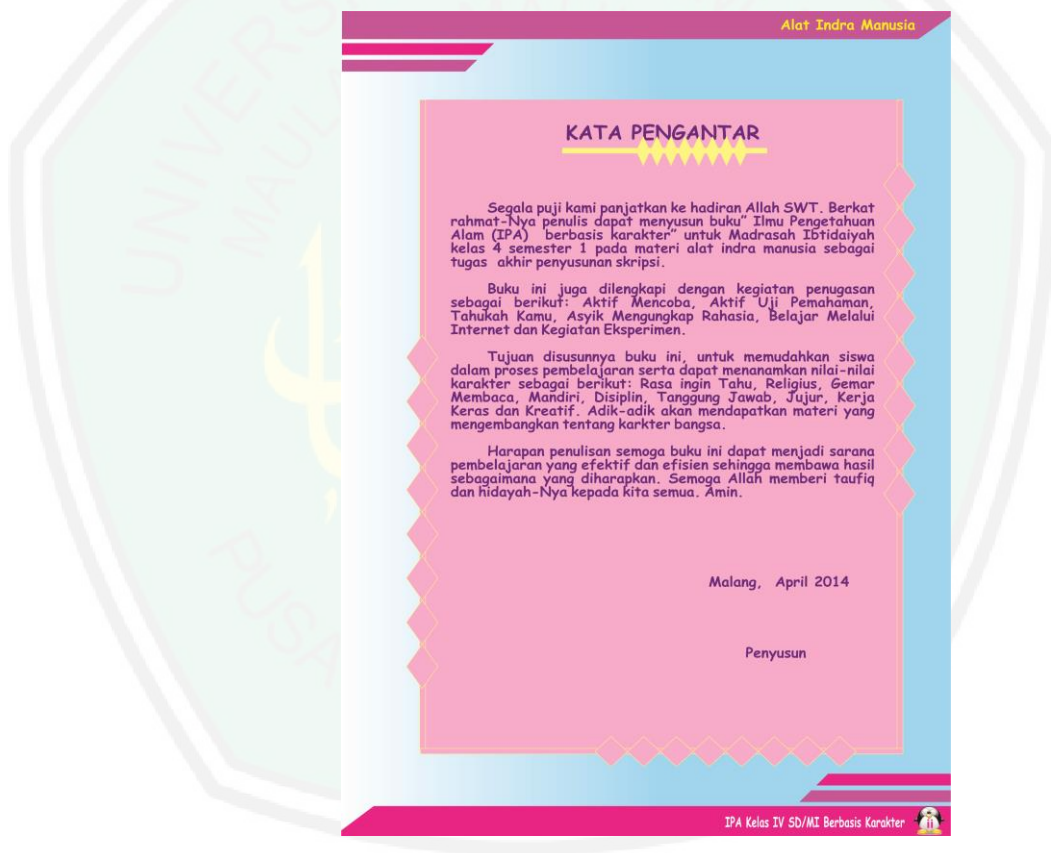 Alat Indra Manusia
KATA PENGANTAR
Segala puji kami panjatkan ke hadiran Allah SWT. Berkat
rahmat-Nya penulis dapat menyusun buku” Ilmu Pengetahuan
Alam (IPA) berbasis karakter” untuk Madrasah Ibtidaiyah
kelas 4 semester 1 pada materi alat indra manusia sebagai
tugas akhir penyusunan skripsi.
Buku ini juga dilengkapi dengan kegiatan penugasan
sebagai berikut: Aktif Mencoba, Aktif Uji Pemahaman,
Tahukah Kamu, Asyik Mengungkap Rahasia, Belajar Melalui
Internet dan Kegiatan Eksperimen.
Tujuan disusunnya buku ini, untuk memudahkan siswa
dalam proses pembelajaran serta dapat menanamkan nilai-nilai
karakter sebagai berikut: Rasa ingin Tahu, Religius, Gemar
Membaca, Mandiri, Disiplin, Tanggung Jawab, Jujur, Kerja
Keras dan Kreatif. Adik-adik akan mendapatkan materi yang
mengembangkan tentang karkter bangsa.
Harapan penulisan semoga buku ini dapat menjadi sarana
pembelajaran yang efektif dan efisien sehingga membawa hasil
sebagaimana yang diharapkan. Semoga Allah memberi taufiq
dan hidayah-Nya kepada kita semua. Amin.
Malang, April 2014
Penyusun
IPA Kelas IV SD/MI Berbasis Karakter
ii